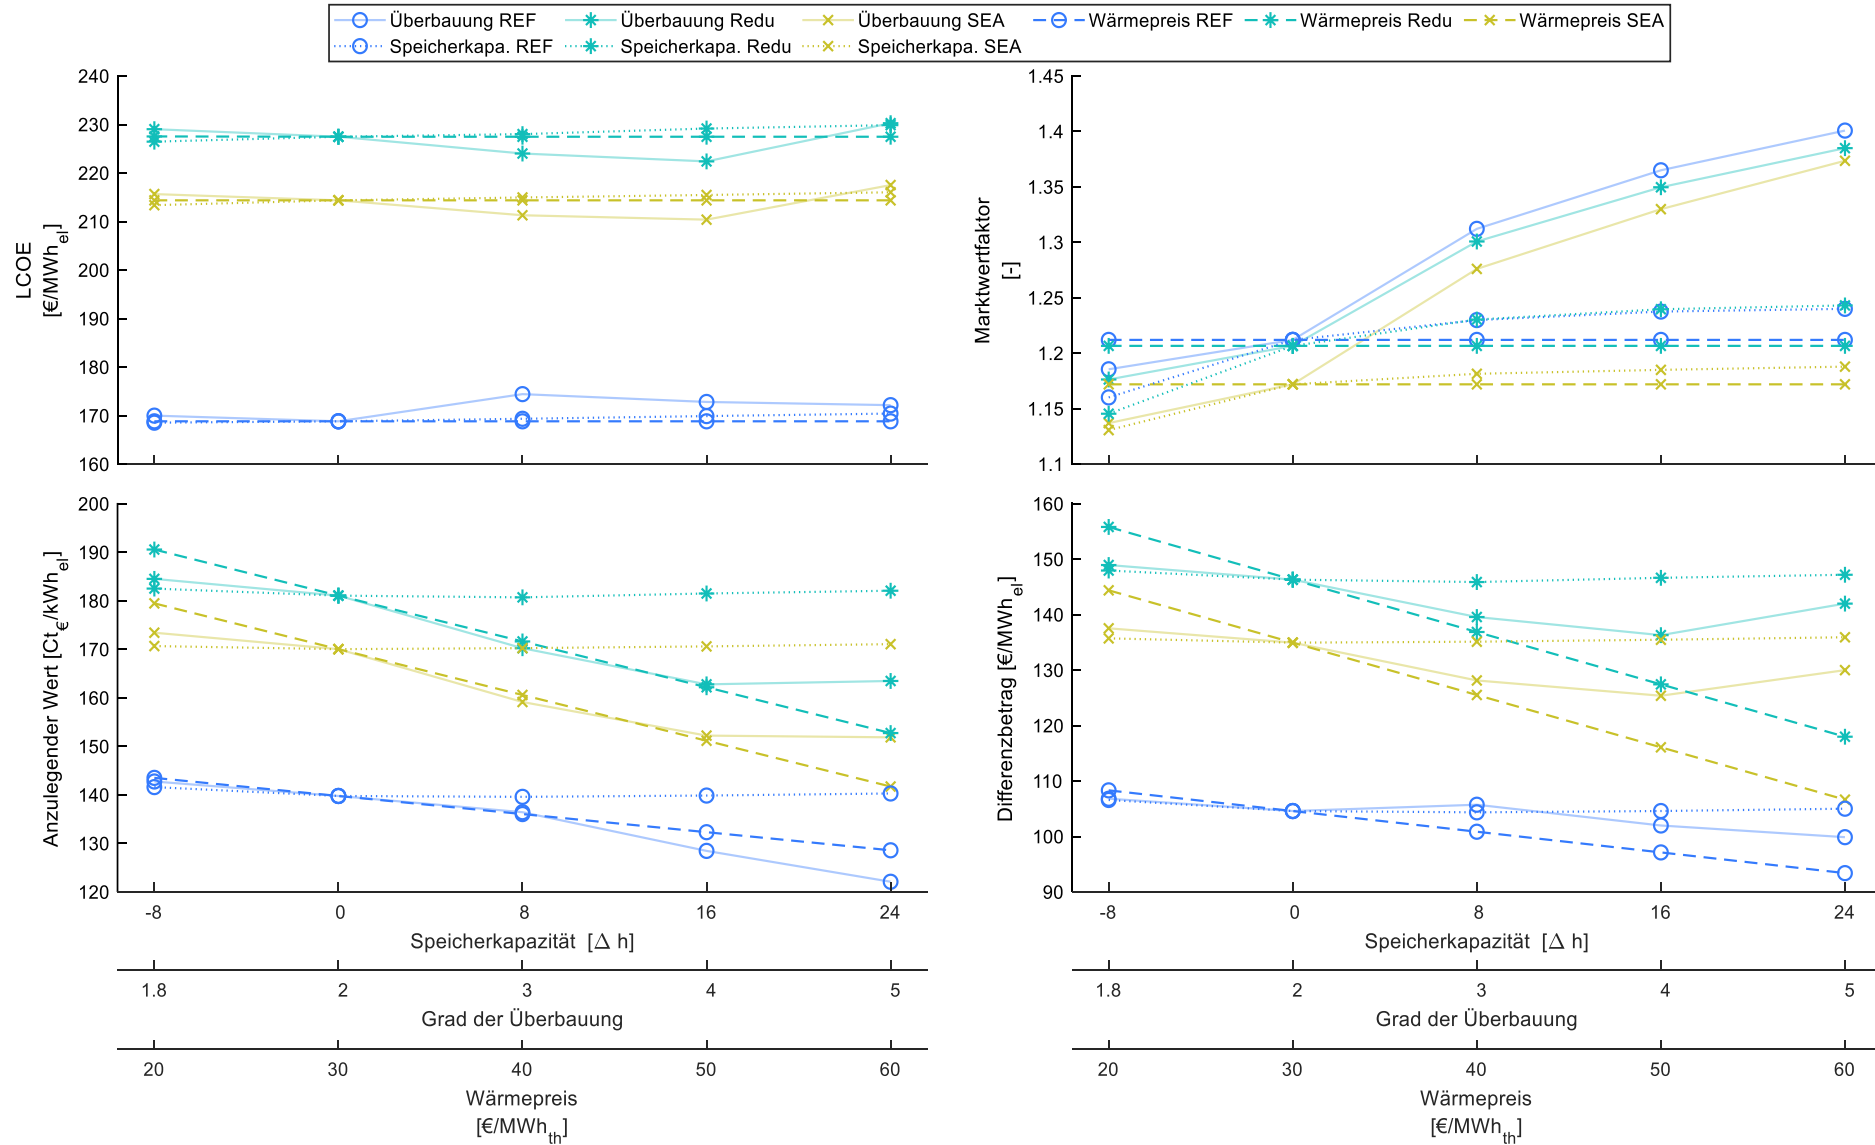 Überbauung REF
Überbauung Redu
Überbauung SEA
Wärmepreis REF
Wärmepreis Redu
Wärmepreis SEA
Speicherkapa. REF
Speicherkapa. Redu
Speicherkapa. SEA
LCOE
[€/MWh_el]
240
230
220
210
200
190
180
170
160
Marktwertfaktor
[-]
1.45
1.4
1.35
1.3
1.25
1.2
1.15
1.1
Anzulegender Wert [Ct_€/kWh_el]
200
190
180
170
160
150
140
130
120
-8 0 8 16 24
Speicherkapazität [Δ h]
1.8 2 3 4 5
Grad der Überbauung
20 30 40 50 60
Wärmepreis
[€/MWh_th]
Differenzbetrag [€/MWh_el]
160
150
140
130
120
110
100
90
-8 0 8 16 24
Speicherkapazität [Δ h]
1.8 2 3 4 5
Grad der Überbauung
20 30 40 50 60
Wärmepreis
[€/MWh_th]